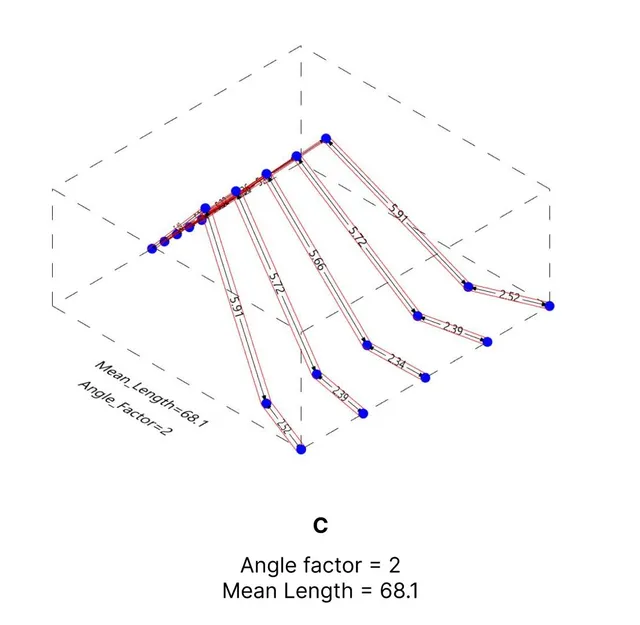 5.91
5.72
5.66
5.72
5.91
2.52
2.39
2.34
2.39
2.52
Mean_Length=68.1
Angle_Factor=2
C
Angle factor = 2
Mean Length = 68.1